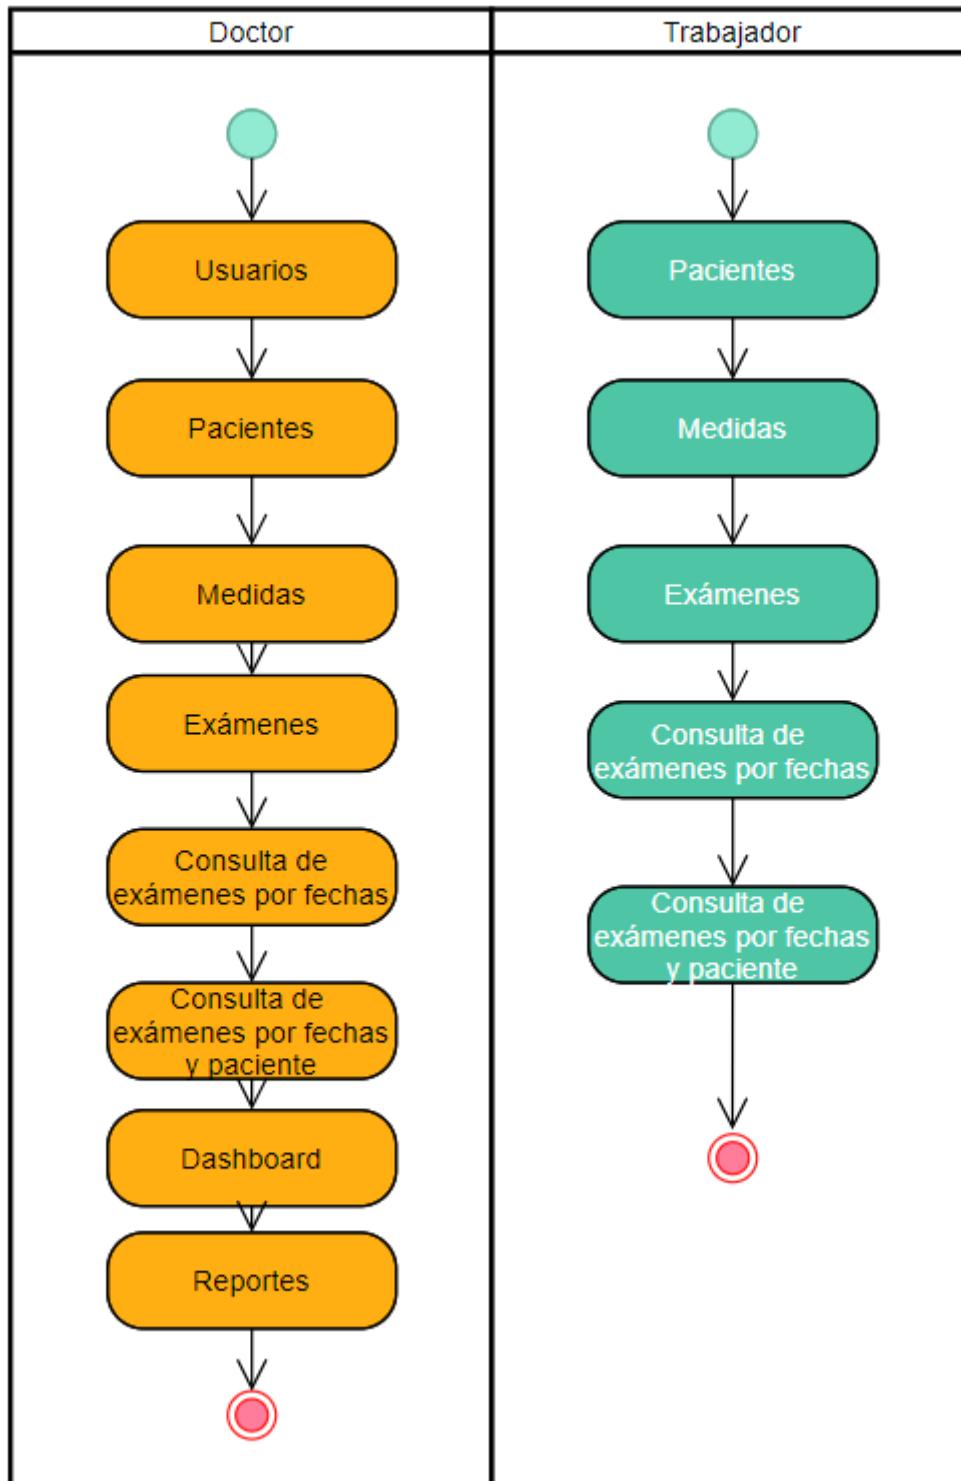 Doctor
Trabajador
Usuarios
Pacientes
Medidas
Exámenes
Consulta de
exámenes por fechas
Consulta de
exámenes por fechas
y paciente
Dashboard
Reportes
Pacientes
Medidas
Exámenes
Consulta de
exámenes por fechas
Consulta de
exámenes por fechas
y paciente